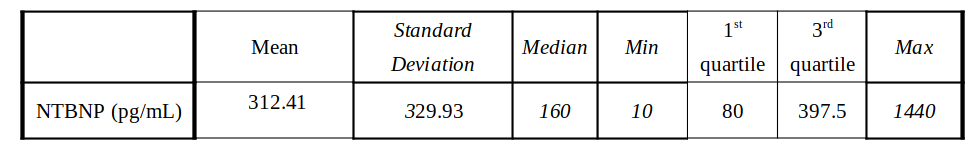 Mean Standard Deviation Median Min 1st quartile 3rd quartile Max
NTBNP (pg/mL) 312.41 329.93 160 10 80 397.5 1440